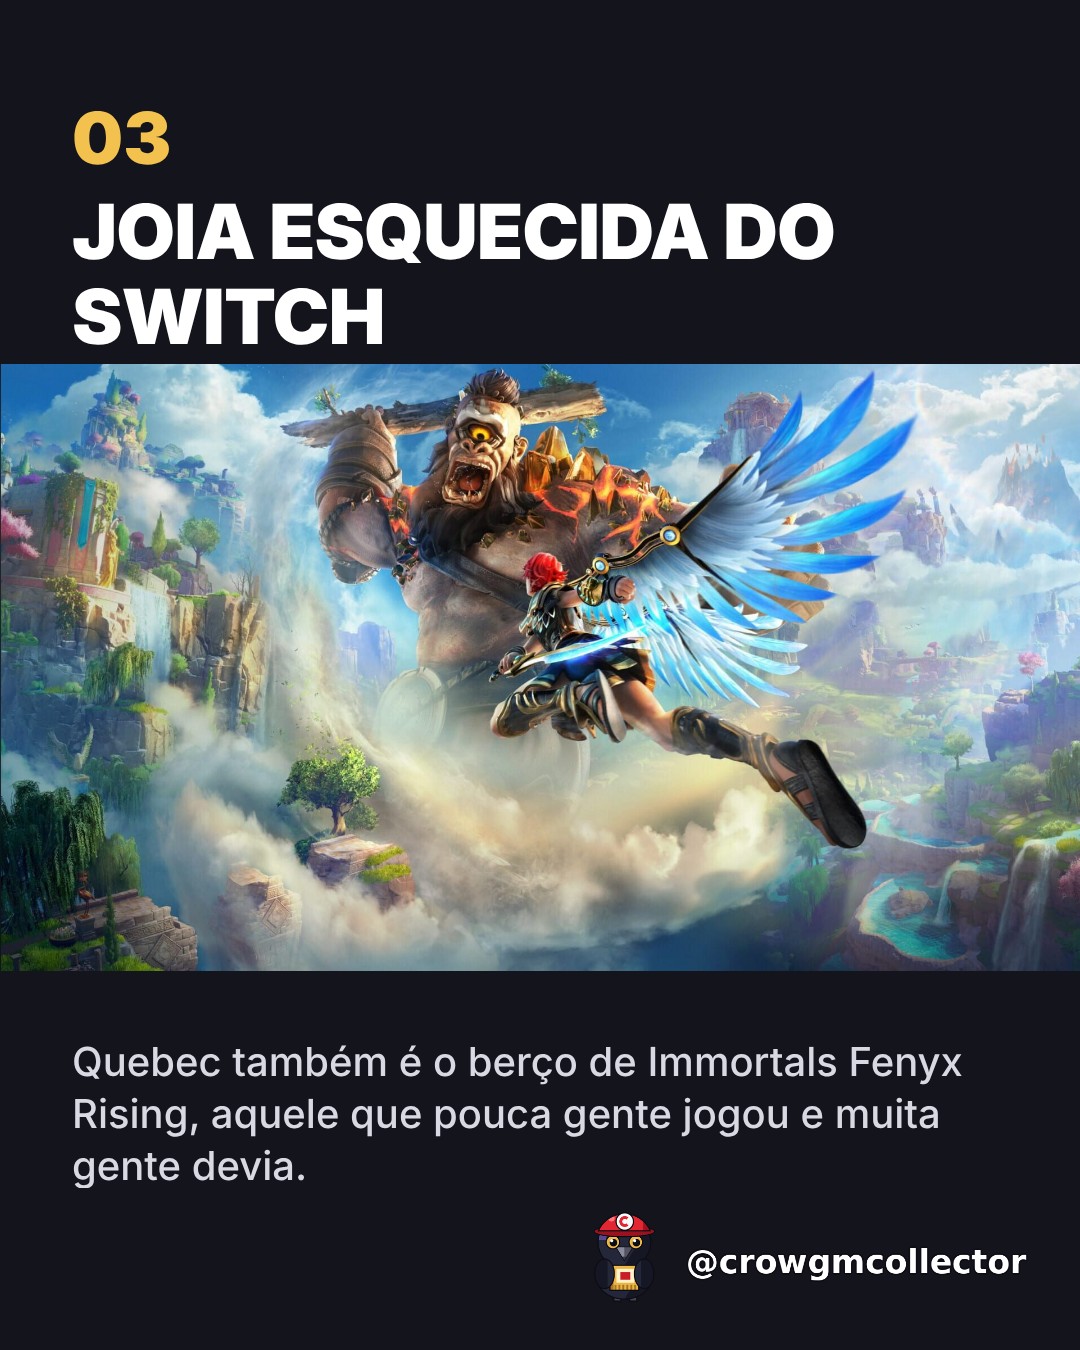 03
JOIA ESQUECIDA DO
SWITCH
Quebec também é o berço de Immortals Fenyx
Rising, aquele que pouca gente jogou e muita
gente devia.
C
@crowgmcollector